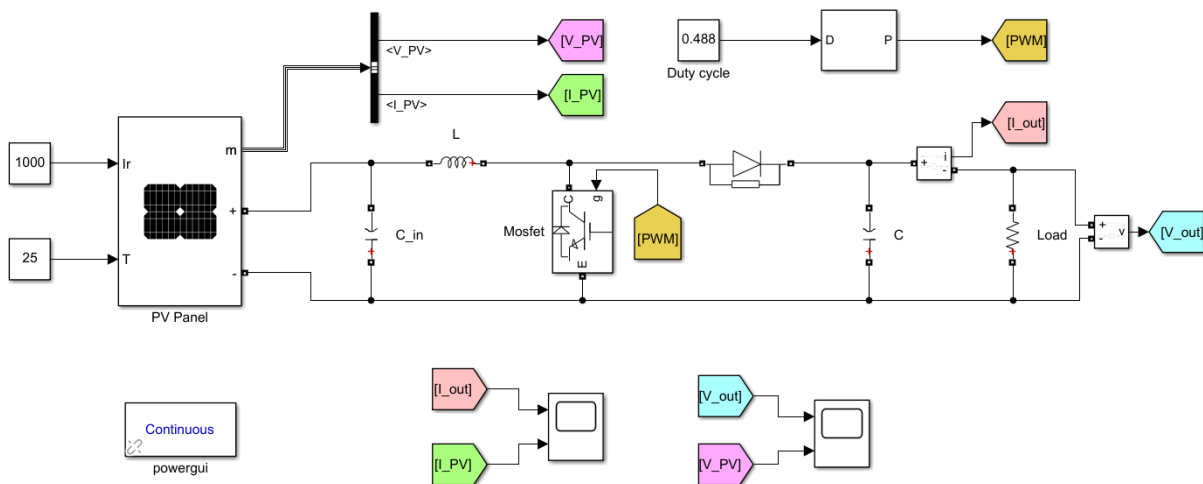 <V_PV>
[V_PV]
0.488
Duty cycle
D
P
[PWM]
<I_PV>
[I_PV]
[I_out]
1000
Ir
m
L
+
i
-
C_in
Mosfet
C
g
E
[PWM]
C
Load
+
-
v
[V_out]
25
T
+
-
PV Panel
[I_out]
[V_out]
Continuous
powergui
[I_PV]
[V_PV]